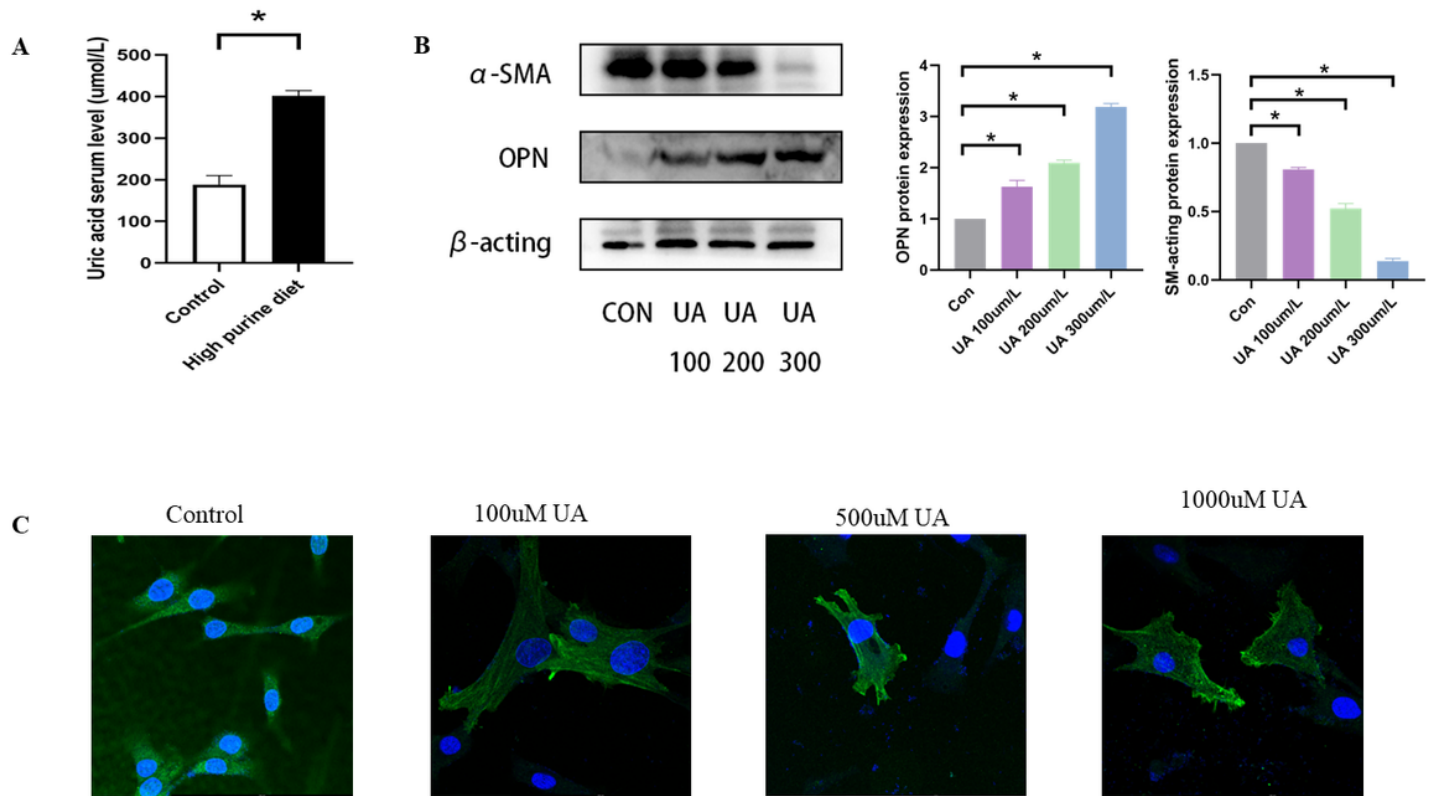 A
*
Uric acid serum level (umol/L)
500
400
300
200
100
0
Control
High purine diet
B
α-SMA
OPN
β-acting
CON UA UA UA
100 200 300
OPN protein expression
4
3
2
1
0
*
*
*
Con
UA 100um/L
UA 200um/L
UA 300um/L
SM-acting protein expression
1.5
1.0
0.5
0.0
*
*
*
Con
UA 100um/L
UA 200um/L
UA 300um/L
C
Control
100uM UA
500uM UA
1000uM UA